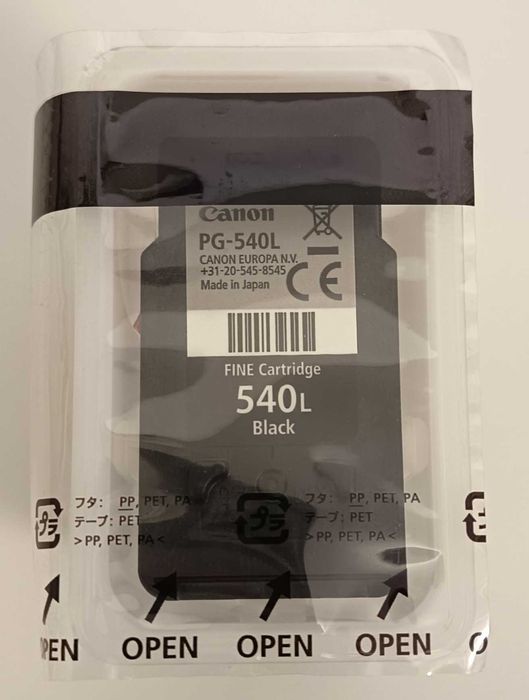 Canon
PG-540L
CANON EUROPA N.V.
+31-20-545-8545
Made in Japan
CE
FINE Cartridge
540L
Black
フタ: PP, PET, PA
テープ: PET
>PP, PET, PA<
プラ
フタ: PP, PET, PA
テープ: PET
>PP, PET, PA<
プラ
OPEN OPEN OPEN OPEN